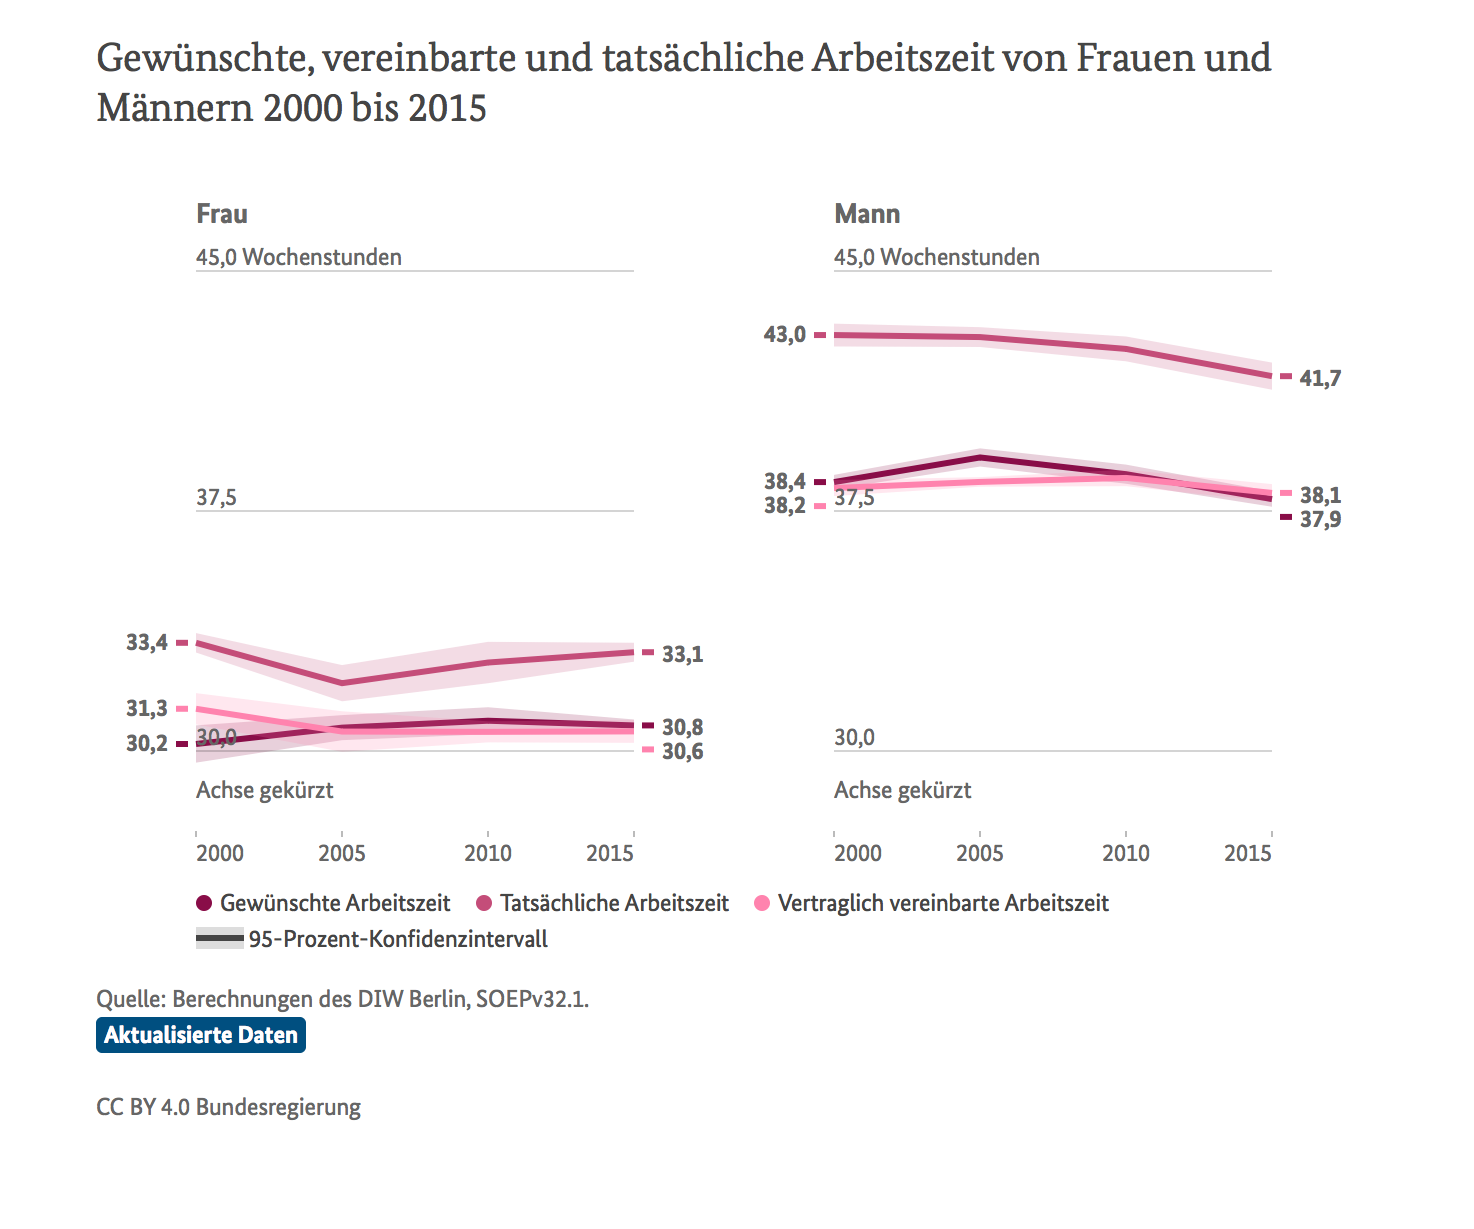 Gewünschte, vereinbarte und tatsächliche Arbeitszeit von Frauen und
Männern 2000 bis 2015
Frau
45,0 Wochenstunden
37,5
33,4
33,1
31,3
30,8
30,2
30,0
30,6
Achse gekürzt
2000 2005 2010 2015
Mann
45,0 Wochenstunden
43,0
41,7
38,4
37,5
38,1
38,2
37,9
30,0
Achse gekürzt
2000 2005 2010 2015
Gewünschte Arbeitszeit Tatsächliche Arbeitszeit Vertraglich vereinbarte Arbeitszeit
95-Prozent-Konfidenzintervall
Quelle: Berechnungen des DIW Berlin, SOEPv32.1.
Aktualisierte Daten
CC BY 4.0 Bundesregierung